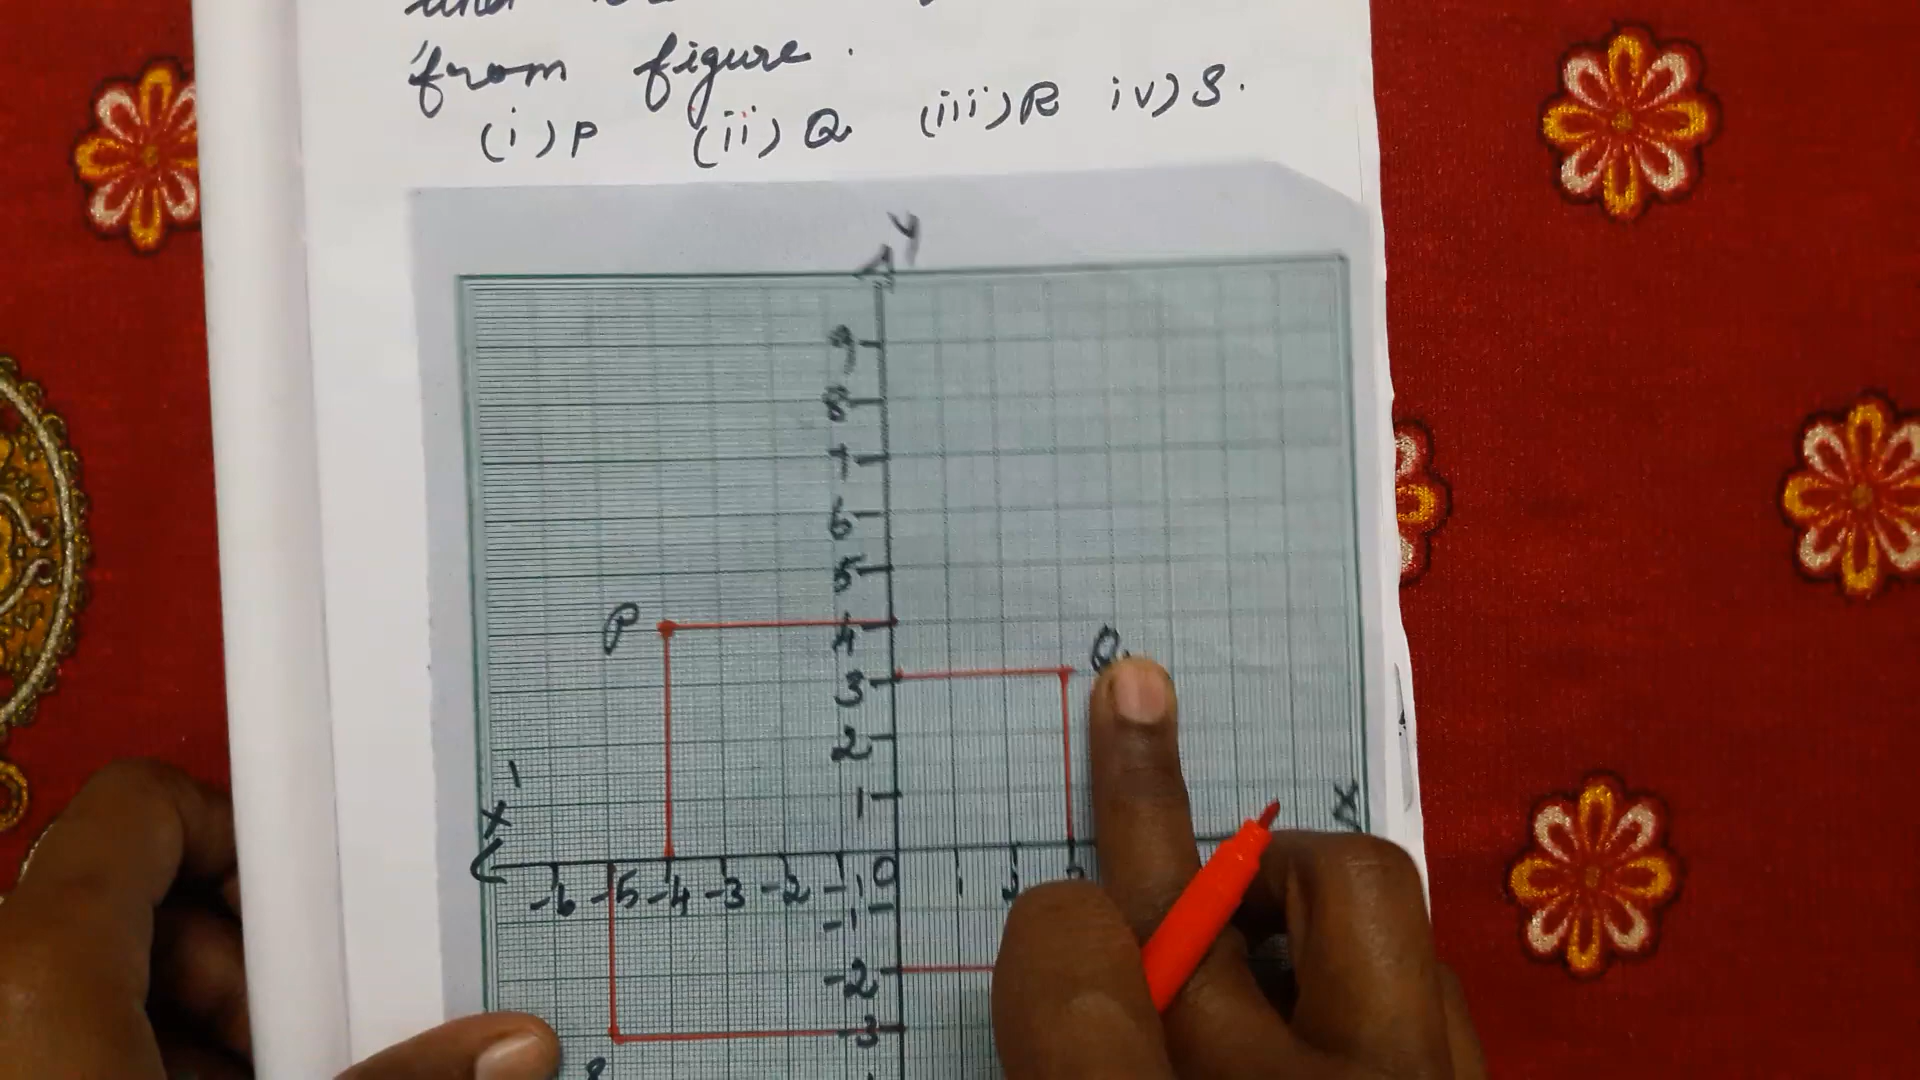 from figure.
(i) P (ii) Q (iii) R iv) S.
Y
9
8
7
6
5
P 4 Q
3
2
X' 1 X
-6 -5 -4 -3 -2 -1 0 1 2
-1
-2
-3